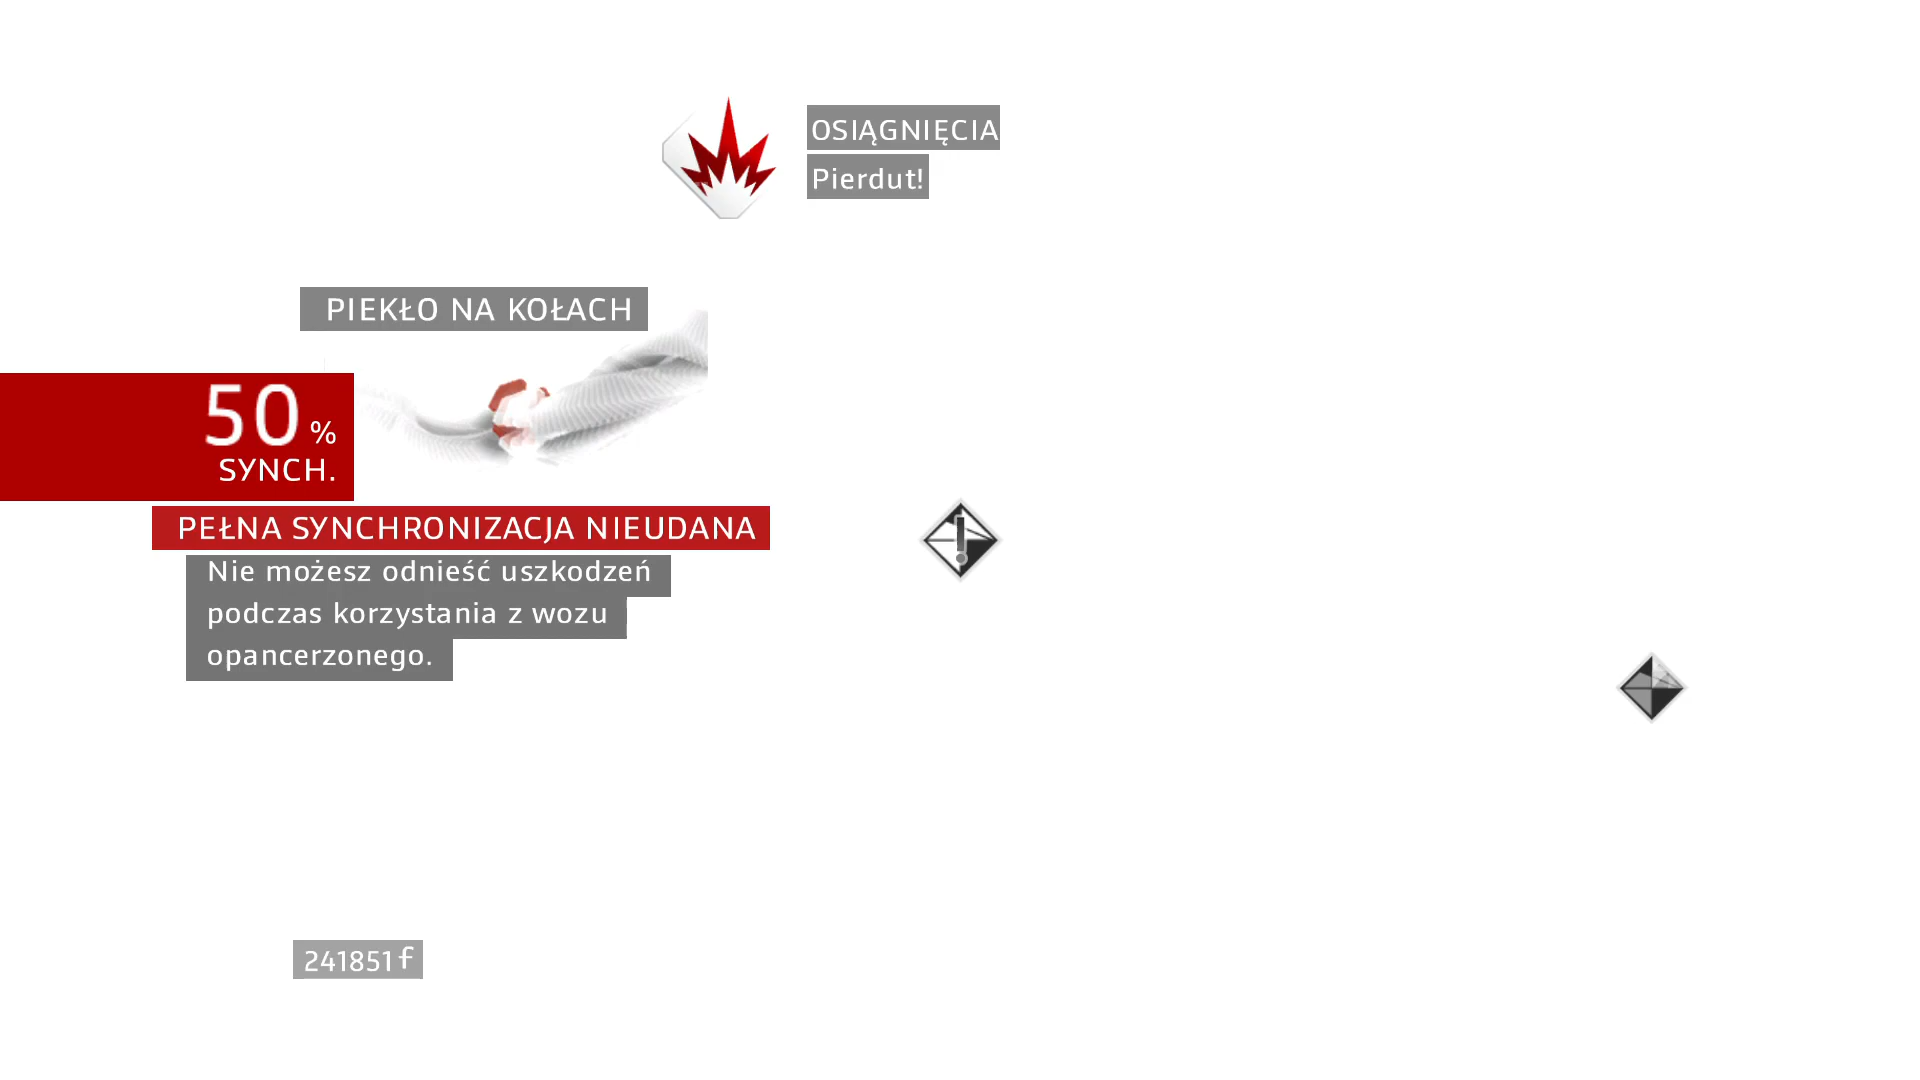 OSIĄGNIĘCIA
Pierdut!
PIEKŁO NA KOŁACH
50 %
SYNCH.
PEŁNA SYNCHRONIZACJA NIEUDANA
Nie możesz odnieść uszkodzeń
podczas korzystania z wozu
opancerzonego.
241851 f